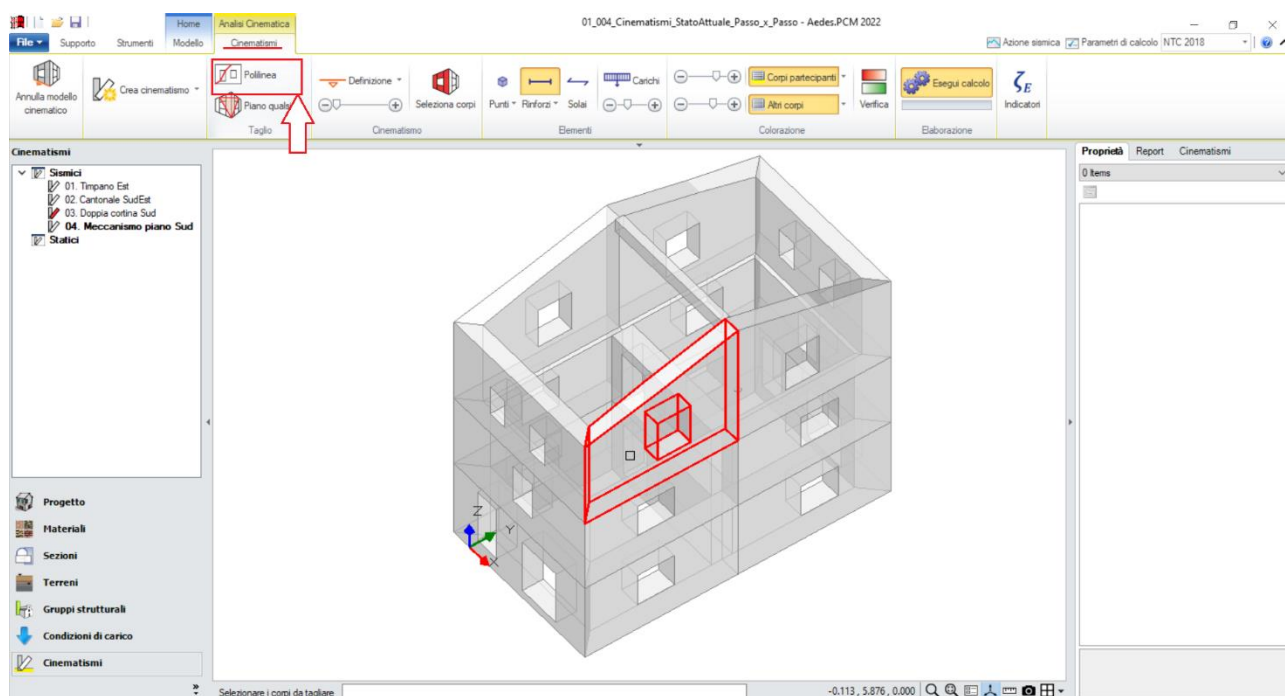 Home
Analisi Cinematica
01_004_Cinematismi_StatoAttuale_Passo_x_Passo - Aedes.PCM 2022
File
Supporto
Strumenti
Modello
Cinematismi
Azione sismica
Parametri di calcolo
NTC 2018
Annulla modello
cinematico
Crea cinematismo
Polilinea
Piano quals
Taglio
Definizione
Seleziona corpi
Cinematismo
Punti
Rinforzi
Solai
Carichi
Elementi
Corpi partecipanti
Altri corpi
Verifica
Colorazione
Esegui calcolo
Elaborazione
ζE
Indicatori
Cinematismi
Sismici
01. Timpano Est
02. Cantonale SudEst
03. Doppia cortina Sud
04. Meccanismo piano Sud
Statici
Z
Y
X
Proprietà
Report
Cinematismi
0 Items
Progetto
Materiali
Sezioni
Terreni
Gruppi strutturali
Condizioni di carico
Cinematismi
Selezionare i corpi da tagliare
-0.113 , 5.876 , 0.000